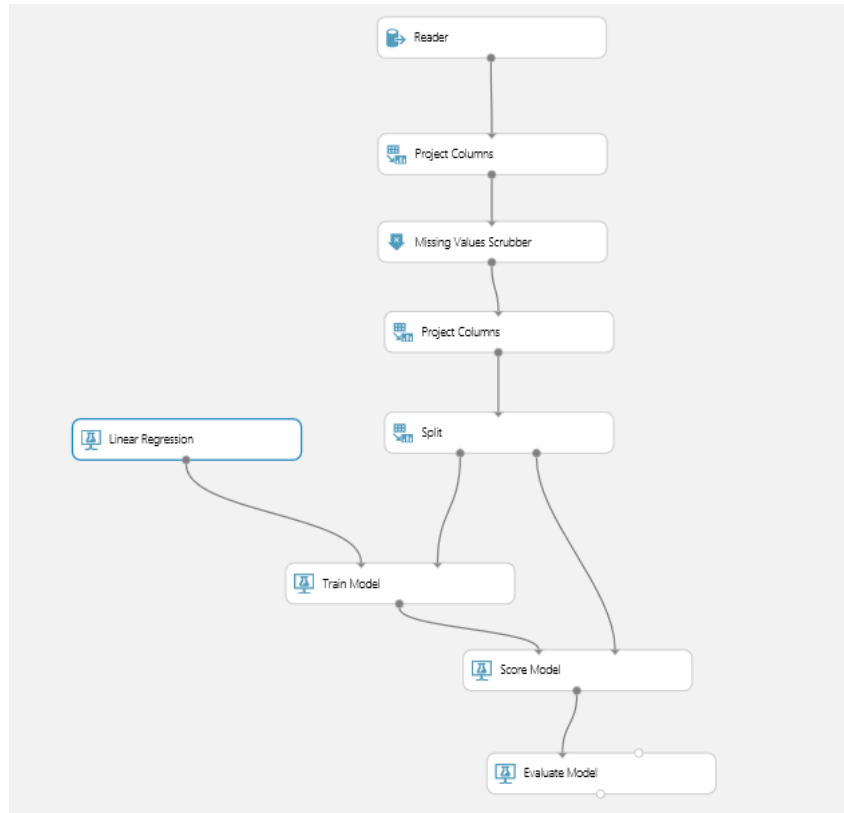 Reader
Project Columns
Missing Values Scrubber
Project Columns
Linear Regression
Split
Train Model
Score Model
Evaluate Model